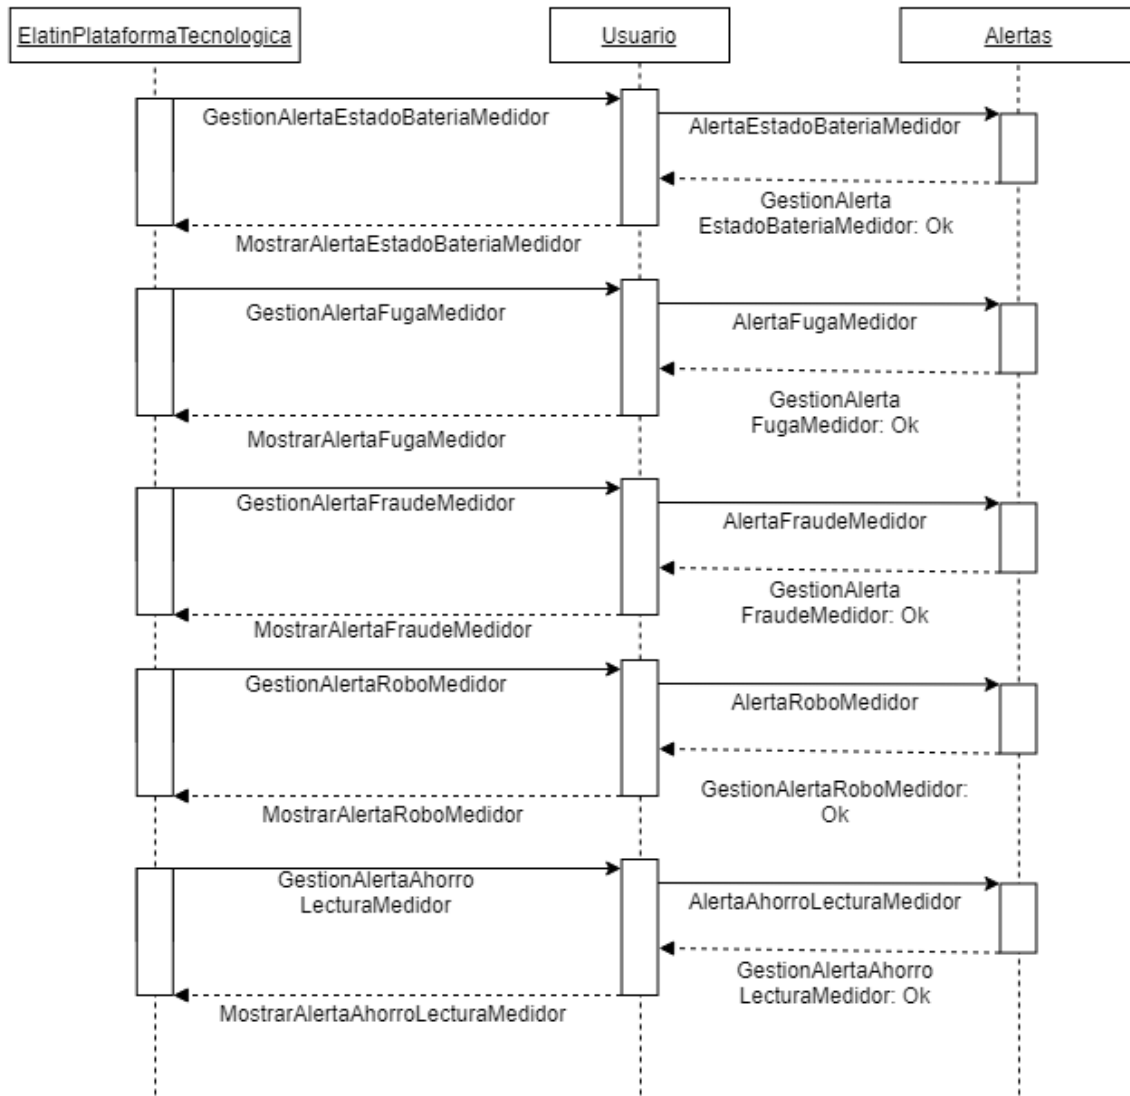 ElatinPlataformaTecnologica
Usuario
Alertas
GestionAlertaEstadoBateriaMedidor
AlertaEstadoBateriaMedidor
GestionAlerta
EstadoBateriaMedidor: Ok
MostrarAlertaEstadoBateriaMedidor
GestionAlertaFugaMedidor
AlertaFugaMedidor
GestionAlerta
FugaMedidor: Ok
MostrarAlertaFugaMedidor
GestionAlertaFraudeMedidor
AlertaFraudeMedidor
GestionAlerta
FraudeMedidor: Ok
MostrarAlertaFraudeMedidor
GestionAlertaRoboMedidor
AlertaRoboMedidor
GestionAlertaRoboMedidor:
Ok
MostrarAlertaRoboMedidor
GestionAlertaAhorro
LecturaMedidor
AlertaAhorroLecturaMedidor
GestionAlertaAhorro
LecturaMedidor: Ok
MostrarAlertaAhorroLecturaMedidor